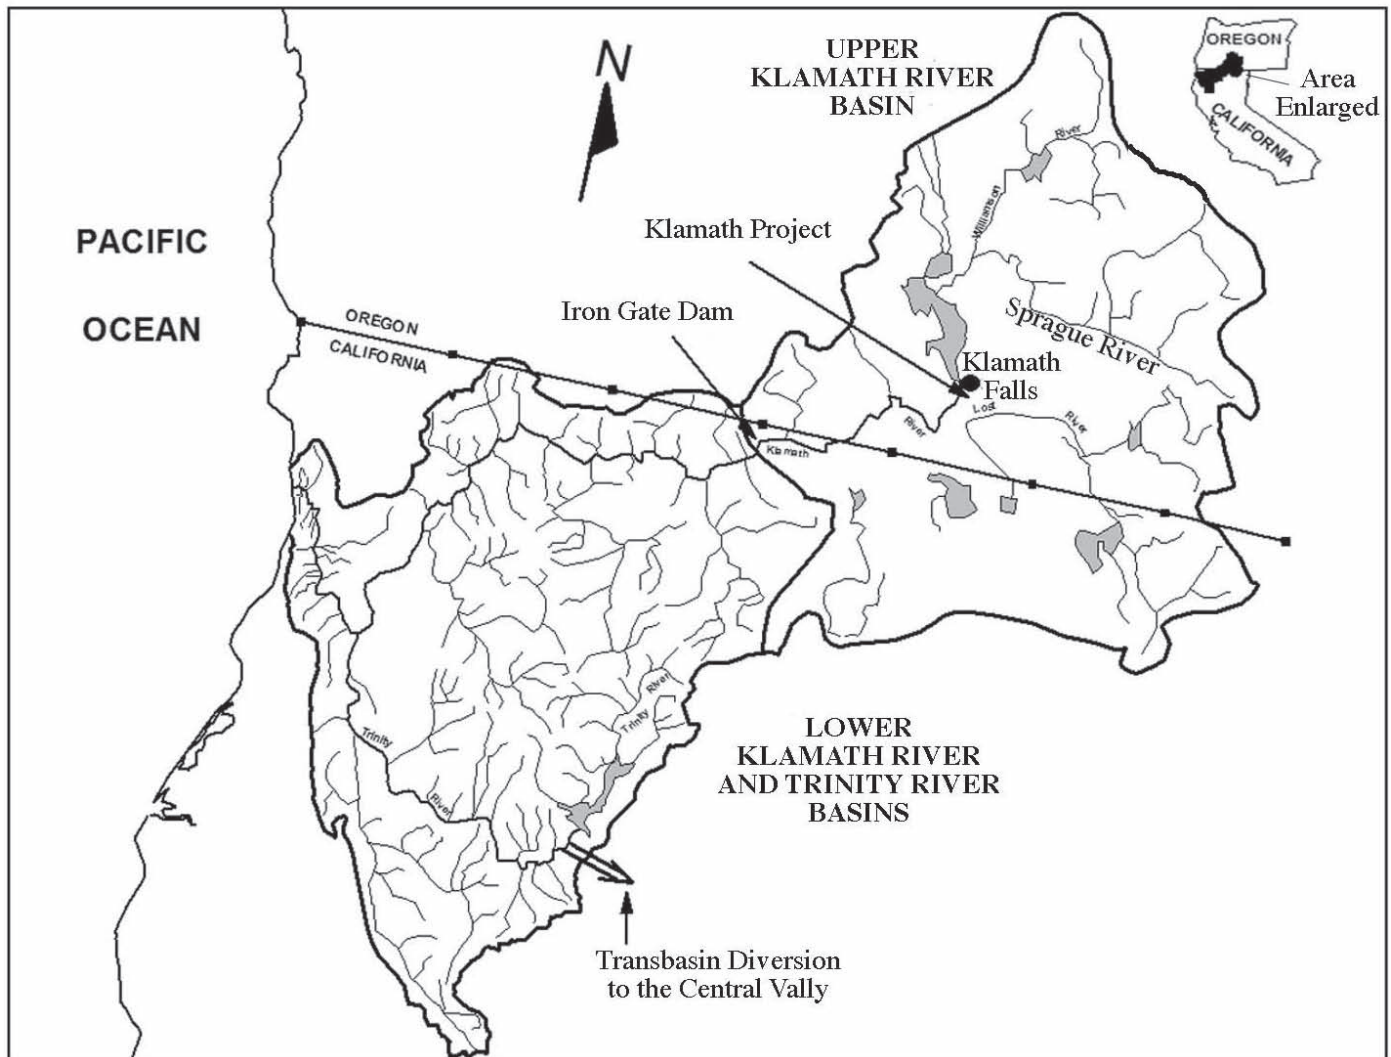 UPPER
KLAMATH RIVER
BASIN
N
OREGON
Area
Enlarged
CALIFORNIA
River
Williamson
PACIFIC
OCEAN
Klamath Project
Iron Gate Dam
OREGON
CALIFORNIA
Sprague River
Klamath
Falls
Lost
River
River
Klamath
River
Trinity
Trinity
River
LOWER
KLAMATH RIVER
AND TRINITY RIVER
BASINS
Transbasin Diversion
to the Central Vally